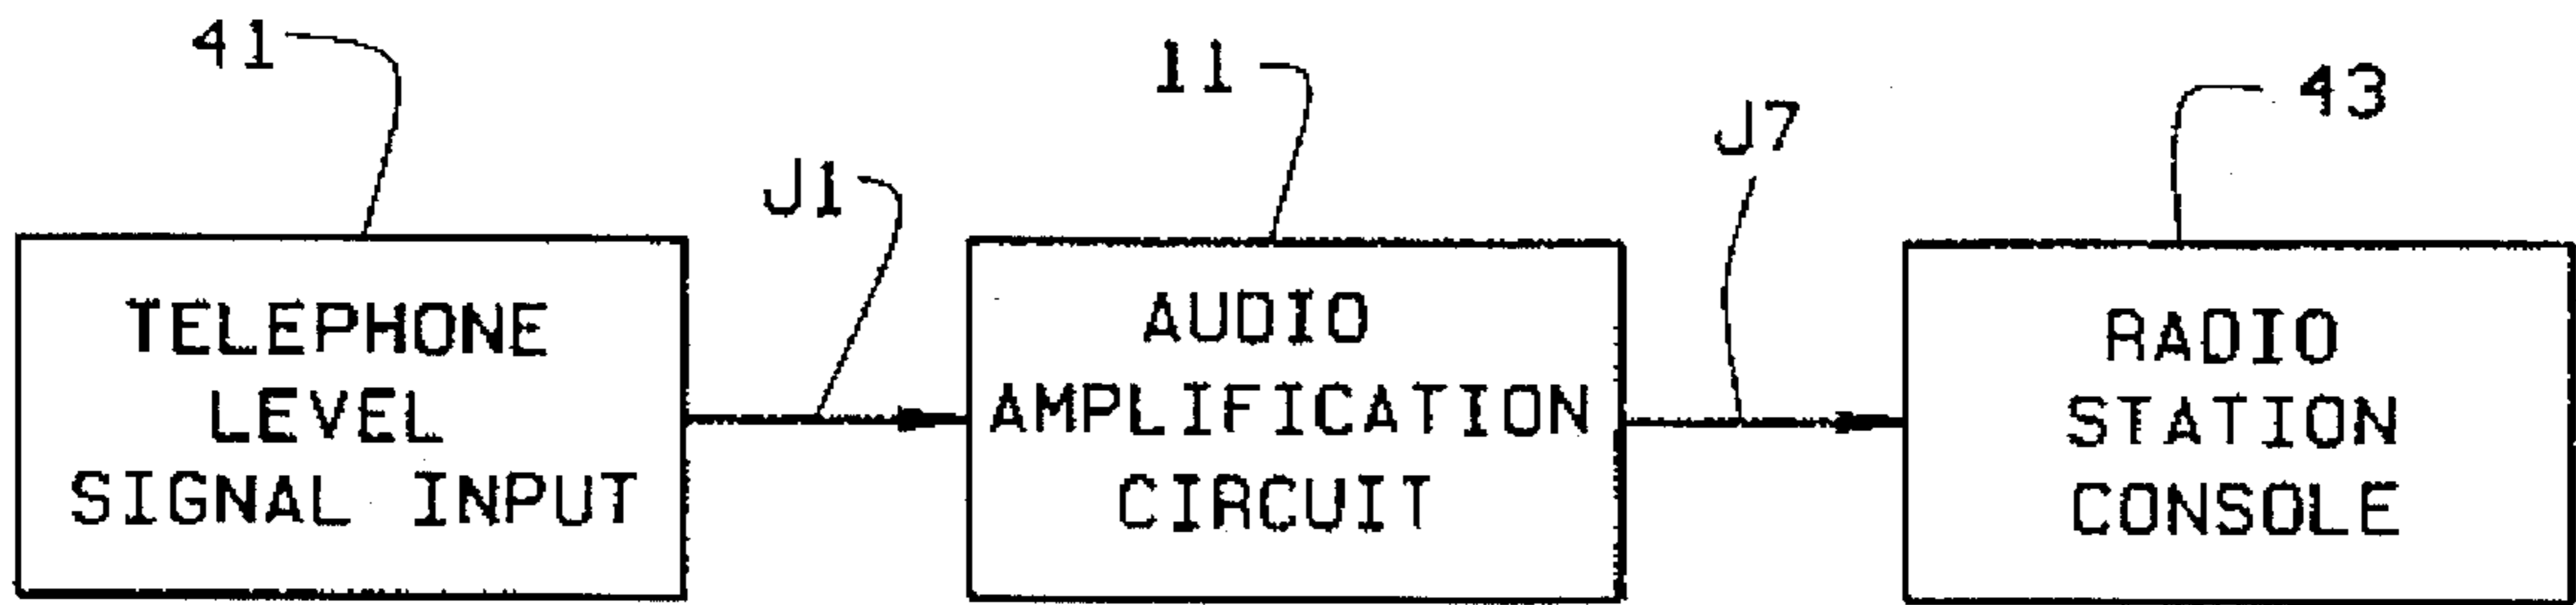 41
11
43
J1
J7
TELEPHONE
LEVEL
SIGNAL INPUT
AUDIO
AMPLIFICATION
CIRCUIT
RADIO
STATION
CONSOLE